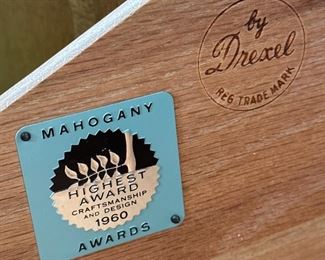 by
Drexel
REG TRADE MARK
MAHOGANY
HIGHEST
AWARD
CRAFTSMANSHIP
AND DESIGN
1960
AWARDS